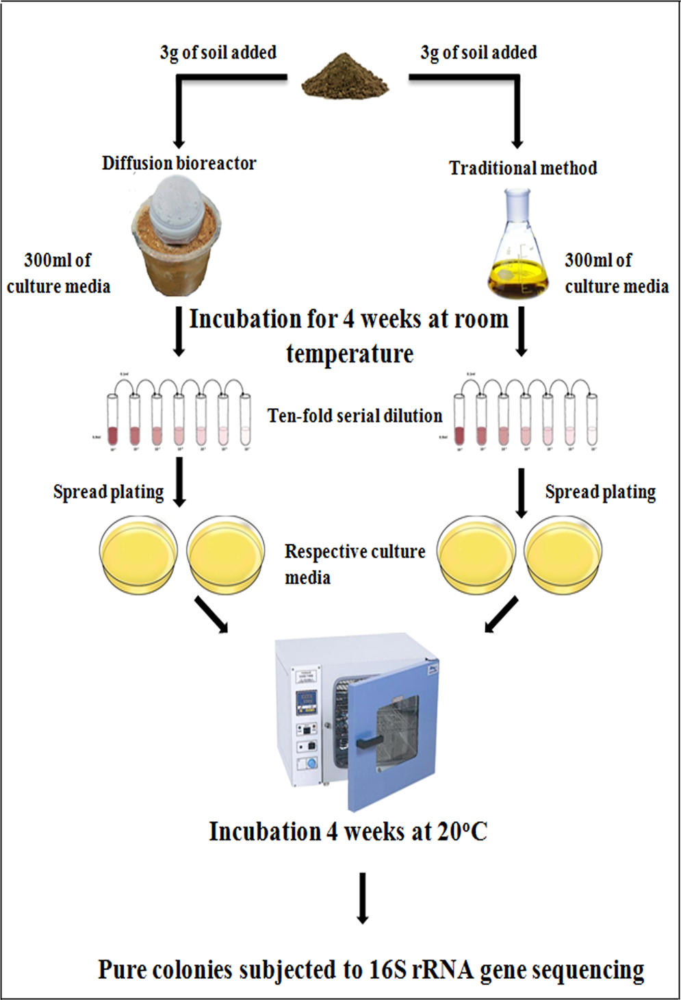 3g of soil added
3g of soil added
Diffusion bioreactor
Traditional method
300ml of
culture media
300ml of
culture media
Incubation for 4 weeks at room
temperature
Ten-fold serial dilution
Spread plating
Spread plating
Respective culture
media
Incubation 4 weeks at 20°C
Pure colonies subjected to 16S rRNA gene sequencing